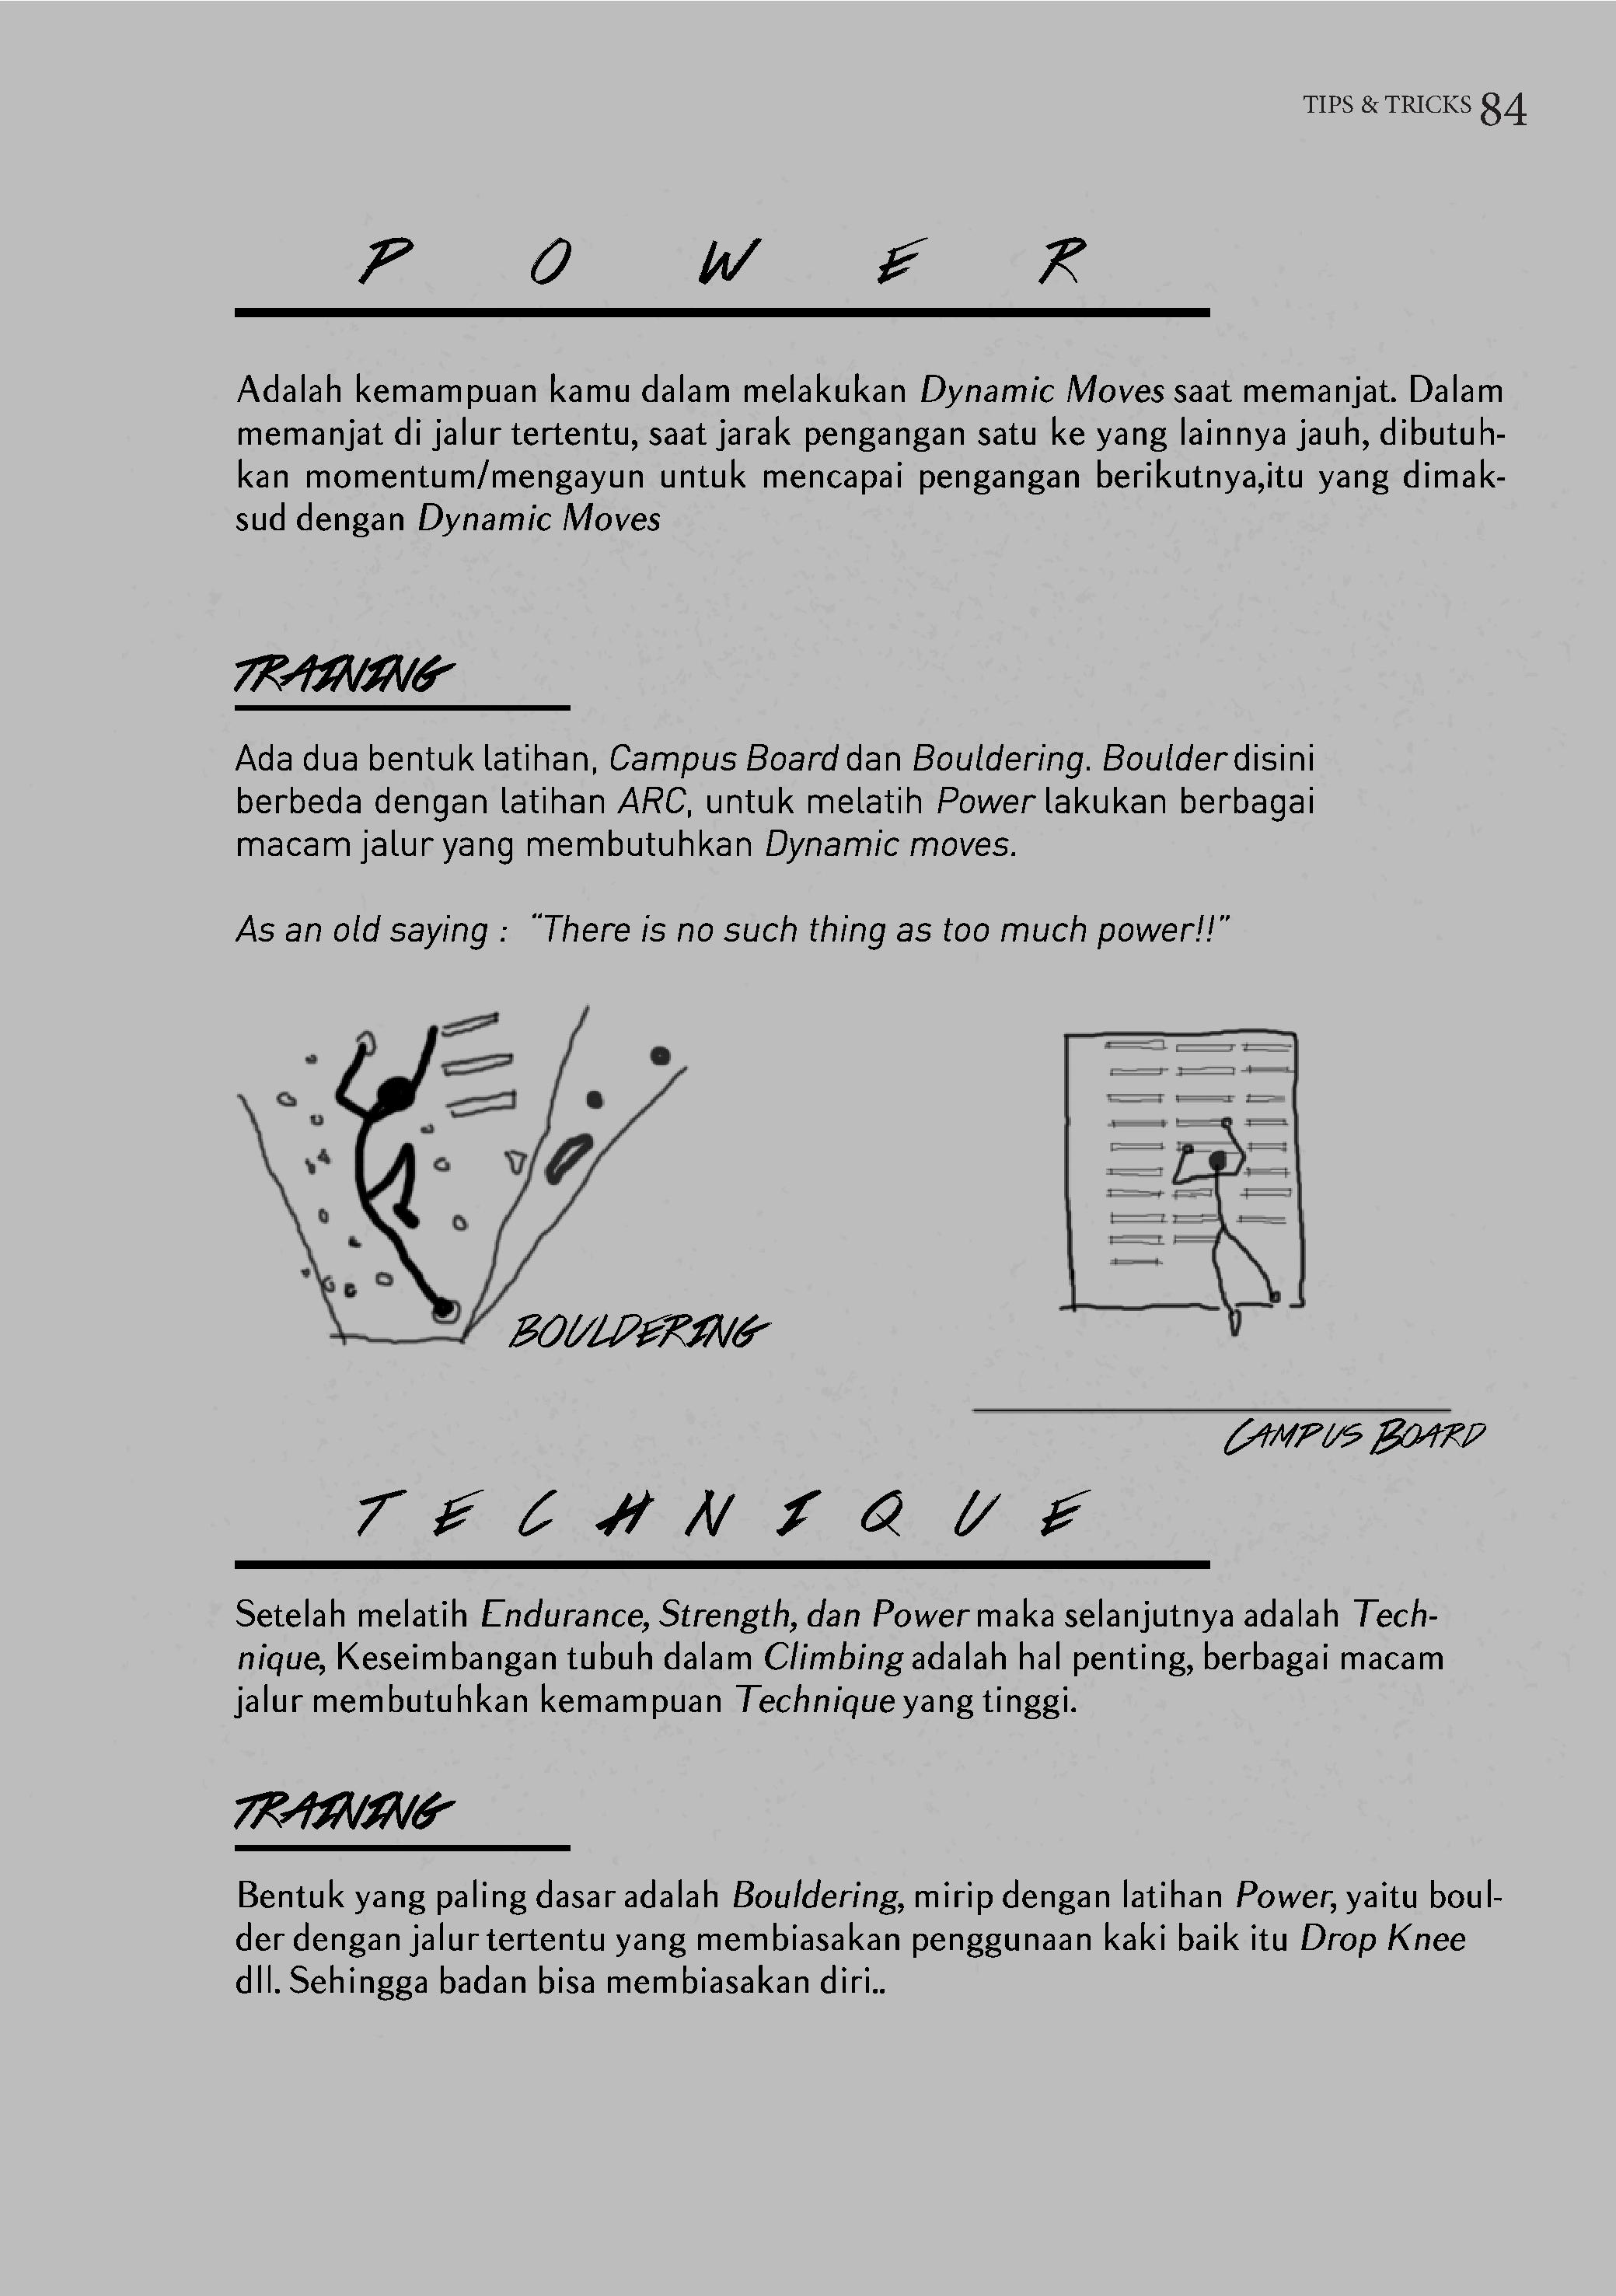 TIPS & TRICKS 84
P O W E R
Adalah kemampuan kamu dalam melakukan Dynamic Moves saat memanjat. Dalam
memanjat di jalur tertentu, saat jarak pengangan satu ke yang lainnya jauh, dibutuh-
kan momentum/mengayun untuk mencapai pengangan berikutnya,itu yang dimak-
sud dengan Dynamic Moves
TRAINING
Ada dua bentuk latihan, Campus Board dan Bouldering. Boulder disini
berbeda dengan latihan ARC, untuk melatih Power lakukan berbagai
macam jalur yang membutuhkan Dynamic moves.
As an old saying : “There is no such thing as too much power!!”
BOULDERING
CAMPUS BOARD
T E C H N I Q U E
Setelah melatih Endurance, Strength, dan Power maka selanjutnya adalah Tech-
nique, Keseimbangan tubuh dalam Climbing adalah hal penting, berbagai macam
jalur membutuhkan kemampuan Technique yang tinggi.
TRAINING
Bentuk yang paling dasar adalah Bouldering, mirip dengan latihan Power, yaitu boul-
der dengan jalur tertentu yang membiasakan penggunaan kaki baik itu Drop Knee
dll. Sehingga badan bisa membiasakan diri..